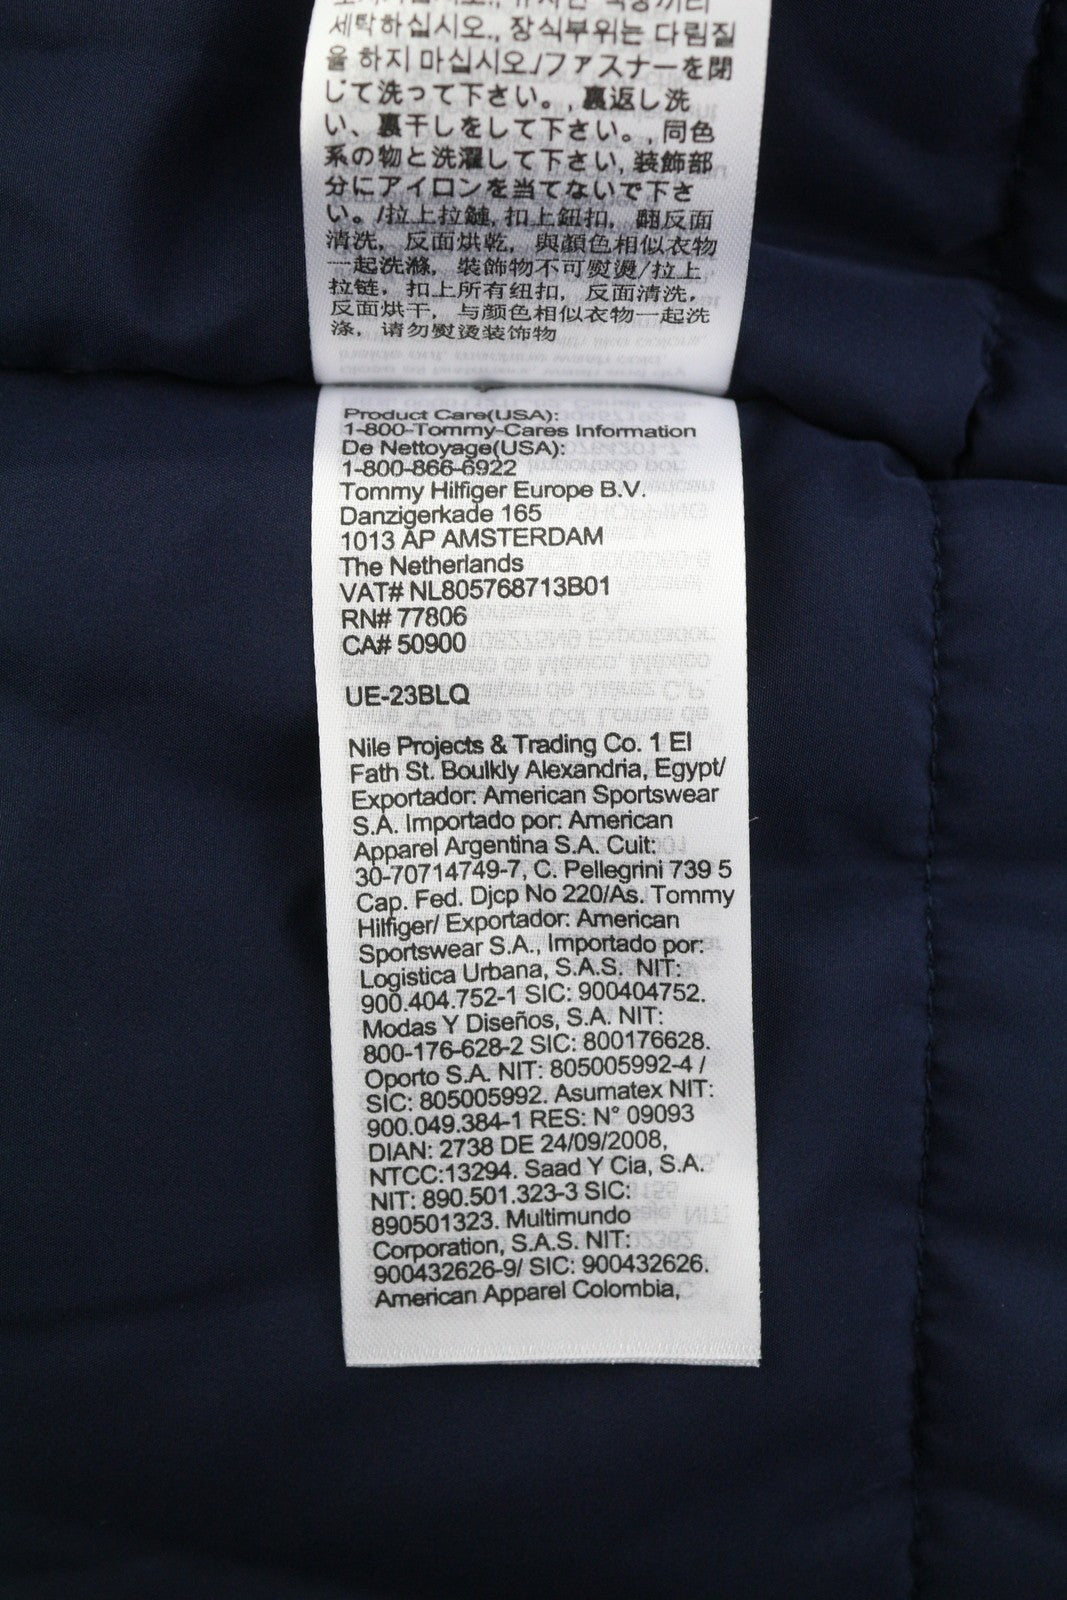 세탁하십시오., 장식부위는 다림질
을 하지 마십시오./ファスナーを閉
じて洗って下さい。, 裏返し洗
い、裏干しをして下さい。, 同色
系の物と洗濯して下さい, 装飾部
分にアイロンを当てないで下さ
い。/拉上拉鏈, 扣上鈕扣, 翻反面
清洗, 反面烘乾, 與顏色相似衣物
一起洗滌, 裝飾物不可熨燙/拉上
拉链, 扣上所有纽扣, 反面清洗,
反面烘干, 与颜色相似衣物一起洗
涤, 请勿熨烫装饰物
Product Care(USA):
1-800-Tommy-Cares Information
De Nettoyage(USA):
1-800-866-6922
Tommy Hilfiger Europe B.V.
Danzigerkade 165
1013 AP AMSTERDAM
The Netherlands
VAT# NL805768713B01
RN# 77806
CA# 50900
UE-23BLQ
Nile Projects & Trading Co. 1 El
Fath St. Boulkly Alexandria, Egypt/
Exportador: American Sportswear
S.A. Importado por: American
Apparel Argentina S.A. Cuit:
30-70714749-7, C. Pellegrini 739 5
Cap. Fed. Djcp No 220/As. Tommy
Hilfiger/ Exportador: American
Sportswear S.A., Importado por:
Logistica Urbana, S.A.S. NIT:
900.404.752-1 SIC: 900404752.
Modas Y Diseños, S.A. NIT:
800-176-628-2 SIC: 800176628.
Oporto S.A. NIT: 805005992-4 /
SIC: 805005992. Asumatex NIT:
900.049.384-1 RES: N° 09093
DIAN: 2738 DE 24/09/2008,
NTCC:13294. Saad Y Cia, S.A.
NIT: 890.501.323-3 SIC:
890501323. Multimundo
Corporation, S.A.S. NIT:
900432626-9/ SIC: 900432626.
American Apparel Colombia,